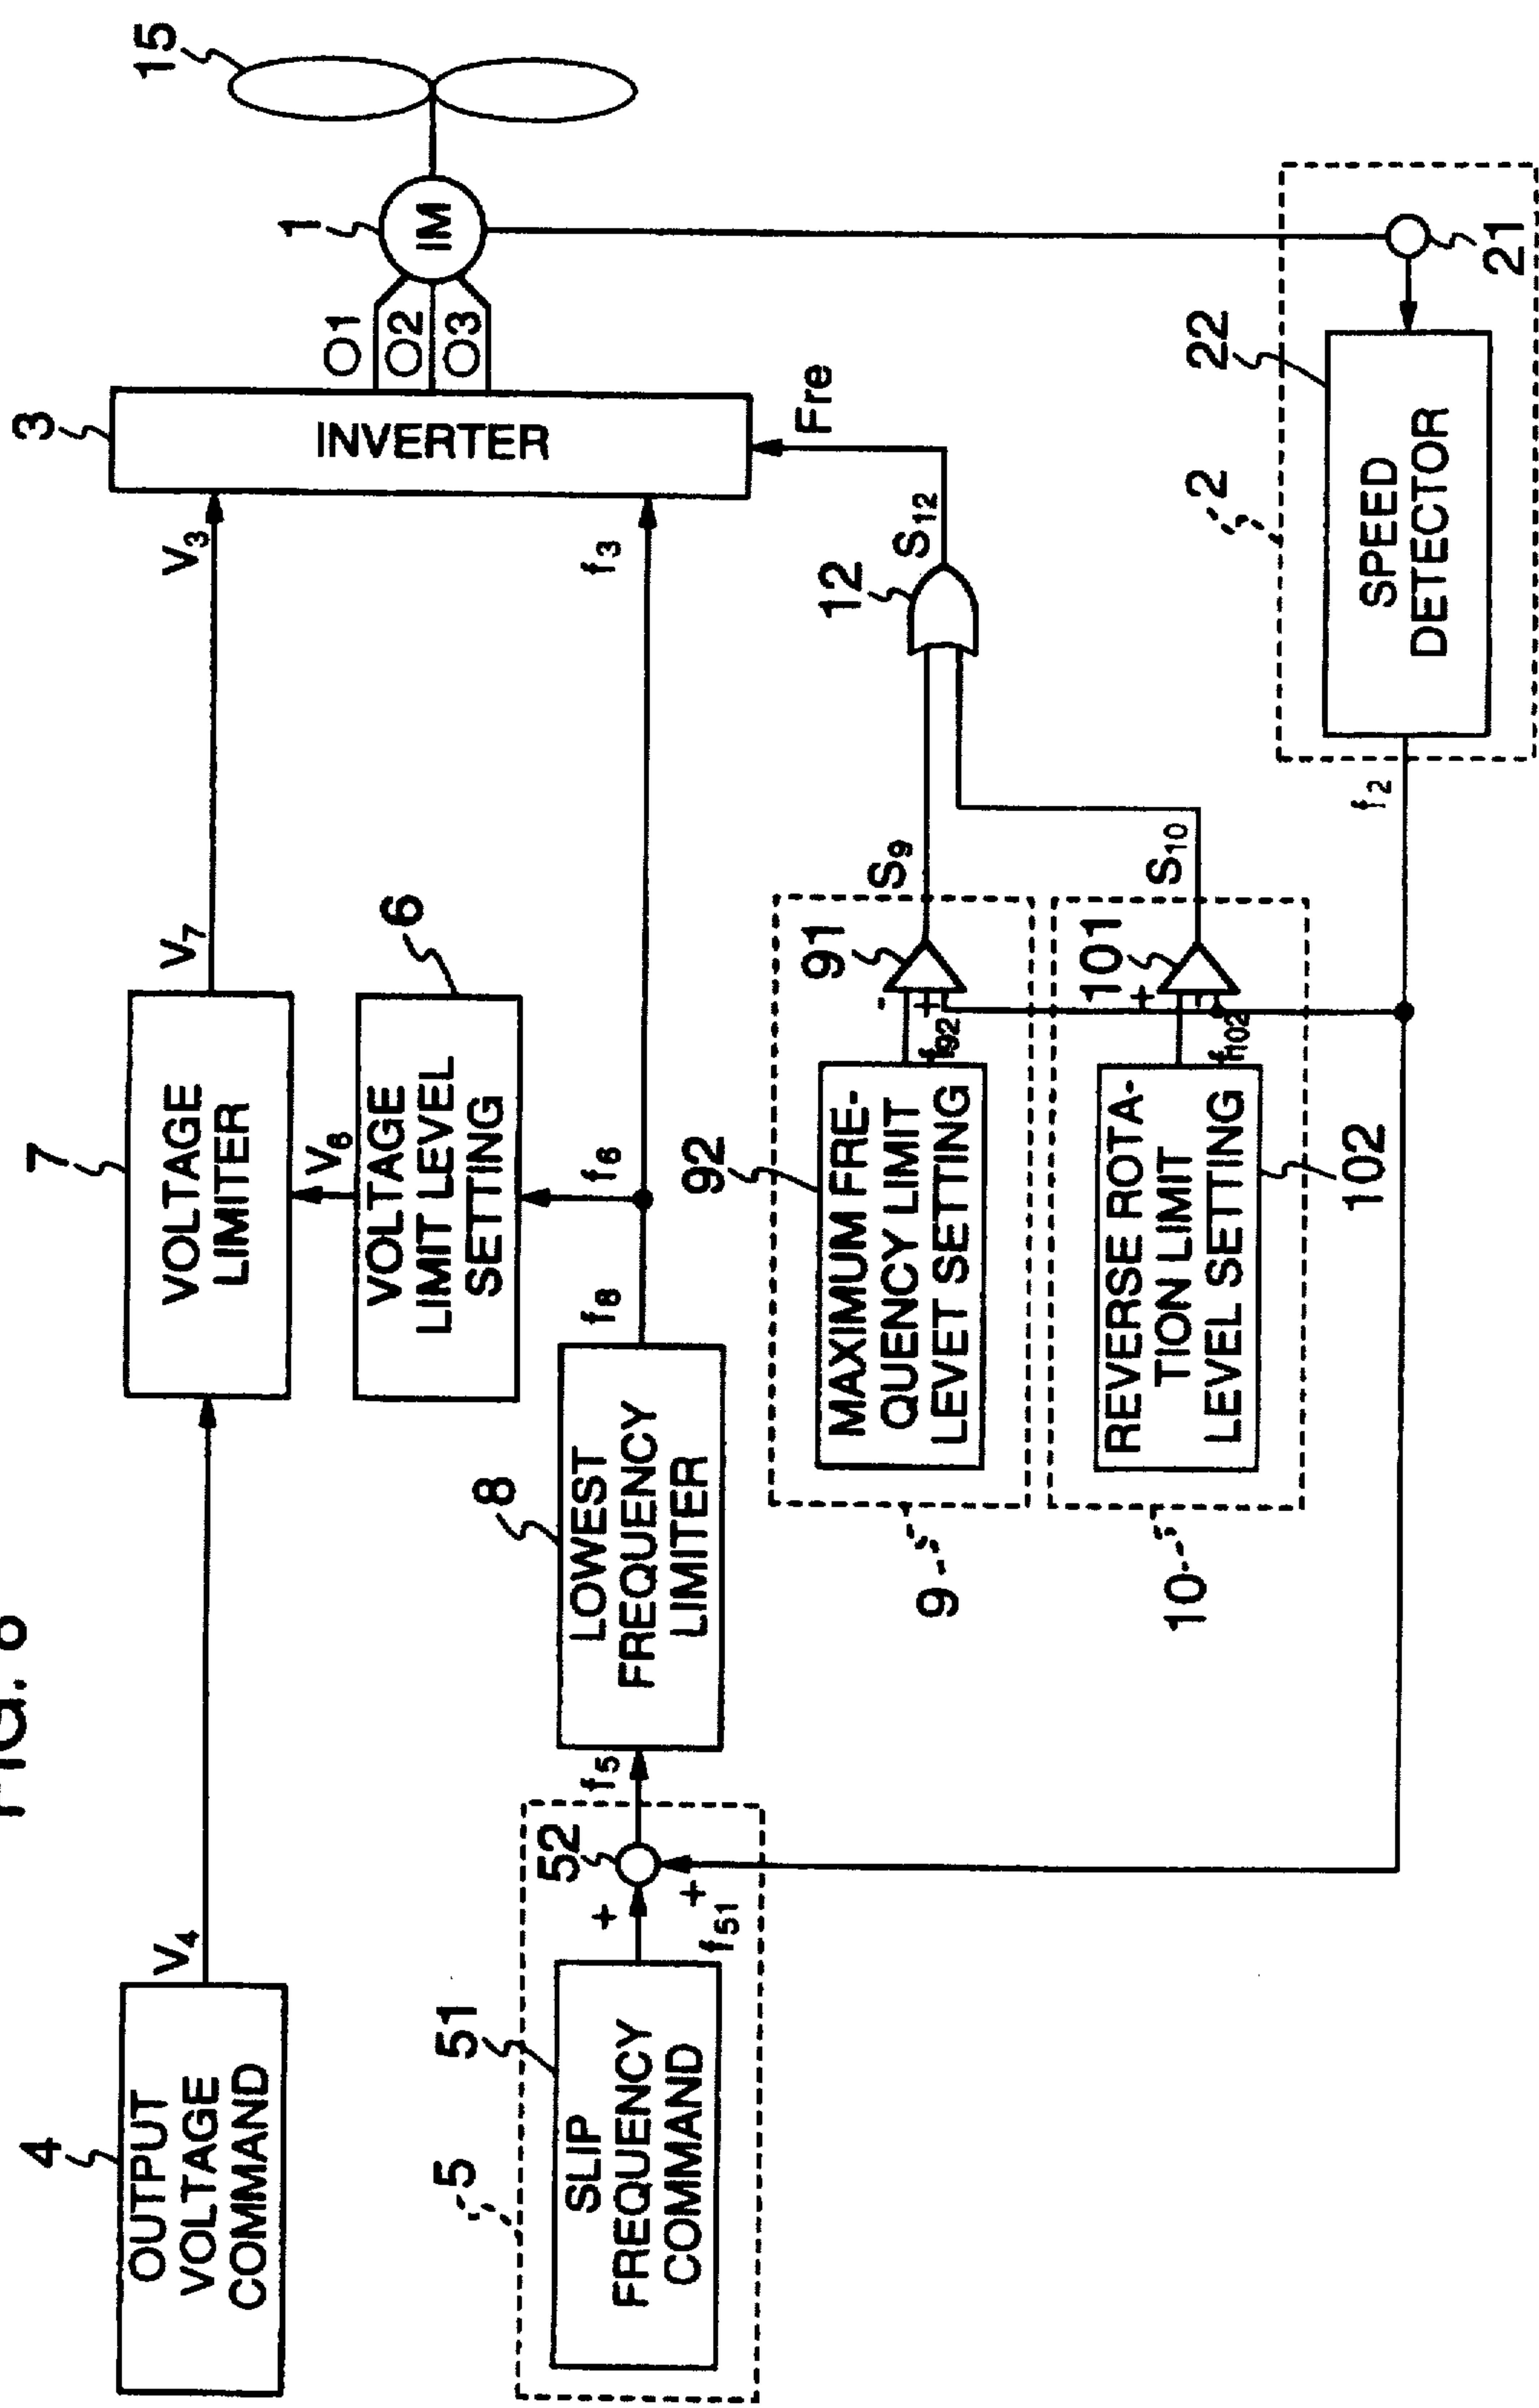 FIG. 8
4
OUTPUT
VOLTAGE
COMMAND
V4
7
VOLTAGE
LIMITER
V7
V3
3
INVERTER
1
2
3
1
IM
15
V6
6
VOLTAGE
LIMIT LEVEL
SETTING
f6
5
51
SLIP
FREQUENCY
COMMAND
+
52
+
f51
f5
8
LOWEST
FREQUENCY
LIMITER
f8
f3
Fre
9
92
MAXIMUM FRE-
QUENCY LIMIT
LEVET SETTING
f92
-
+
91
S9
12
S12
10
102
REVERSE ROTA-
TION LIMIT
LEVEL SETTING
f102
+
-
101
S10
2
22
SPEED
DETECTOR
21
f2